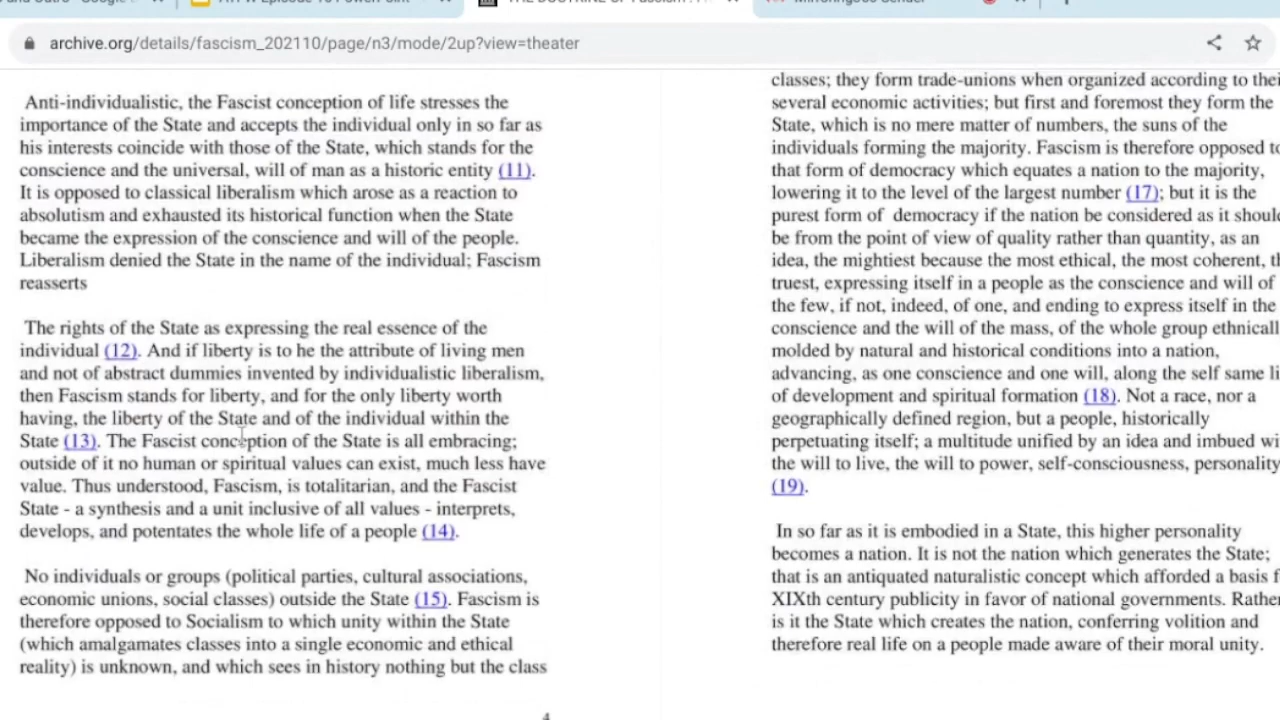 archive.org/details/fascism_202110/page/n3/mode/2up?view=theater
Anti-individualistic, the Fascist conception of life stresses the
importance of the State and accepts the individual only in so far as
his interests coincide with those of the State, which stands for the
conscience and the universal, will of man as a historic entity (11).
It is opposed to classical liberalism which arose as a reaction to
absolutism and exhausted its historical function when the State
became the expression of the conscience and will of the people.
Liberalism denied the State in the name of the individual; Fascism
reasserts
The rights of the State as expressing the real essence of the
individual (12). And if liberty is to he the attribute of living men
and not of abstract dummies invented by individualistic liberalism,
then Fascism stands for liberty, and for the only liberty worth
having, the liberty of the State and of the individual within the
State (13). The Fascist conception of the State is all embracing;
outside of it no human or spiritual values can exist, much less have
value. Thus understood, Fascism, is totalitarian, and the Fascist
State - a synthesis and a unit inclusive of all values - interprets,
develops, and potentates the whole life of a people (14).
No individuals or groups (political parties, cultural associations,
economic unions, social classes) outside the State (15). Fascism is
therefore opposed to Socialism to which unity within the State
(which amalgamates classes into a single economic and ethical
reality) is unknown, and which sees in history nothing but the class
classes; they form trade-unions when organized according to
several economic activities; but first and foremost they form the
State, which is no mere matter of numbers, the suns of the
individuals forming the majority. Fascism is therefore opposed
that form of democracy which equates a nation to the majority,
lowering it to the level of the largest number (17); but it is the
purest form of democracy if the nation be considered as it
be from the point of view of quality rather than quantity, as an
idea, the mightiest because the most ethical, the most coherent,
truest, expressing itself in a people as the conscience and will of
the few, if not, indeed, of one, and ending to express itself in the
conscience and the will of the mass, of the whole group
molded by natural and historical conditions into a nation,
advancing, as one conscience and one will, along the self same
of development and spiritual formation (18). Not a race, nor a
geographically defined region, but a people, historically
perpetuating itself; a multitude unified by an idea and imbued
the will to live, the will to power, self-consciousness, personality
(19).
In so far as it is embodied in a State, this higher personality
becomes a nation. It is not the nation which generates the State;
that is an antiquated naturalistic concept which afforded a basis
XIXth century publicity in favor of national governments.
is it the State which creates the nation, conferring volition and
therefore real life on a people made aware of their moral unity.